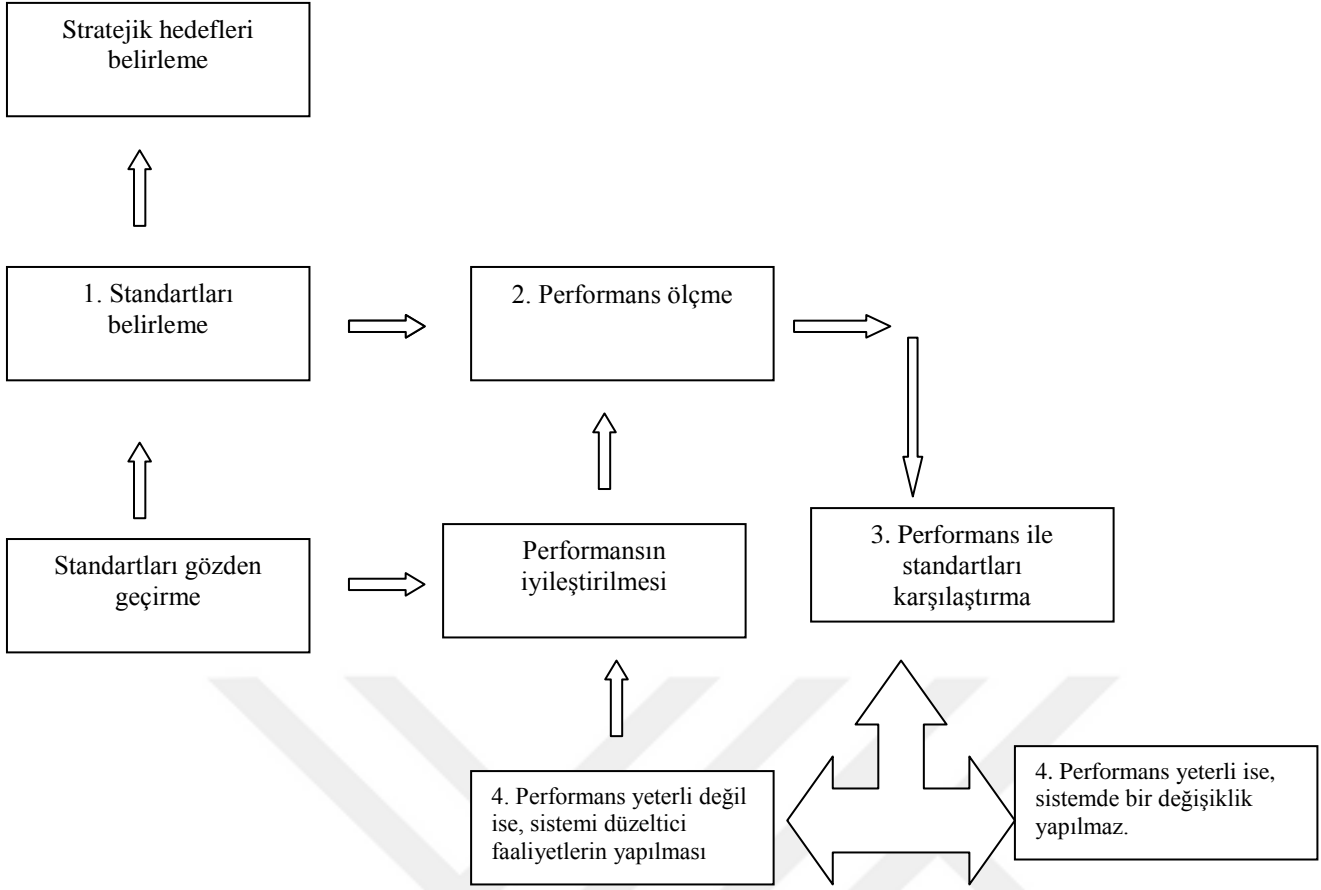 Stratejik hedefleri
belirleme
1. Standartları
belirleme
2. Performans ölçme
Standartları gözden
geçirme
Performansın
iyileştirilmesi
3. Performans ile
standartları
karşılaştırma
4. Performans yeterli değil
ise, sistemi düzeltici
faaliyetlerin yapılması
4. Performans yeterli ise,
sistemde bir değişiklik
yapılmaz.